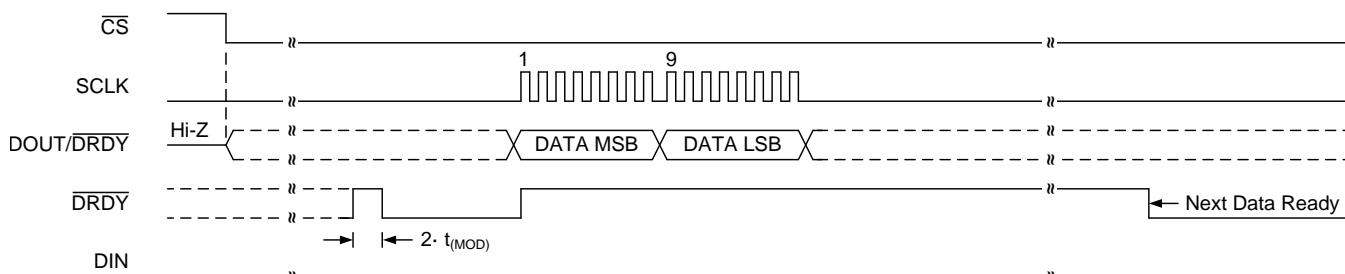 CS
1 9
SCLK
DOUT/DRDY Hi-Z DATA MSB DATA LSB
DRDY Next Data Ready
2· t(MOD)
DIN